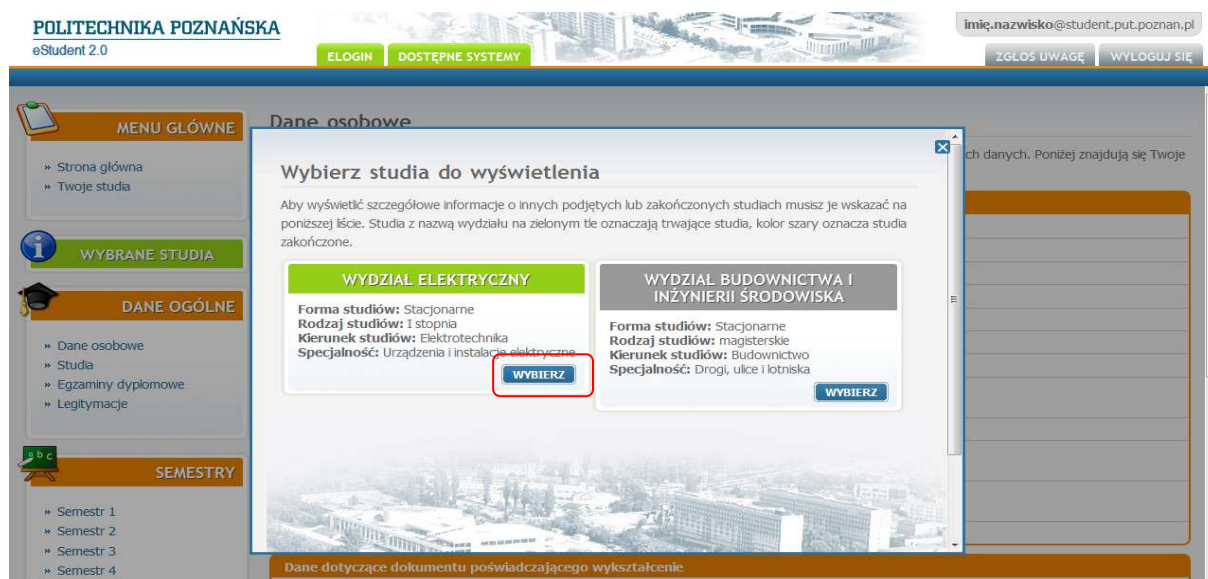 POLITECHNIKA POZNAŃSKA
eStudent 2.0
ELOGIN
DOSTĘPNE SYSTEMY
imię.nazwisko@student.put.poznan.pl
ZGŁOŚ UWAGĘ
WYLOGUJ SIĘ
MENU GŁÓWNE
» Strona główna
» Twoje studia
WYBRANE STUDIA
DANE OGÓLNE
» Dane osobowe
» Studia
» Egzaminy dyplomowe
» Legitymacje
SEMESTRY
» Semestr 1
» Semestr 2
» Semestr 3
» Semestr 4
Dane osobowe
ch danych. Poniżej znajdują się Twoje
Wybierz studia do wyświetlenia
Aby wyświetlić szczegółowe informacje o innych podjętych lub zakończonych studiach musisz je wskazać na
poniższej liście. Studia z nazwą wydziału na zielonym tle oznaczają trwające studia, kolor szary oznacza studia
zakończone.
WYDZIAŁ ELEKTRYCZNY
Forma studiów: Stacjonarne
Rodzaj studiów: I stopnia
Kierunek studiów: Elektrotechnika
Specjalność: Urządzenia i instalacje elektryczne
WYBIERZ
WYDZIAŁ BUDOWNICTWA I
INŻYNIERII ŚRODOWISKA
Forma studiów: Stacjonarne
Rodzaj studiów: magisterskie
Kierunek studiów: Budownictwo
Specjalność: Drogi, ulice i lotniska
WYBIERZ
Dane dotyczące dokumentu poświadczającego wykształcenie